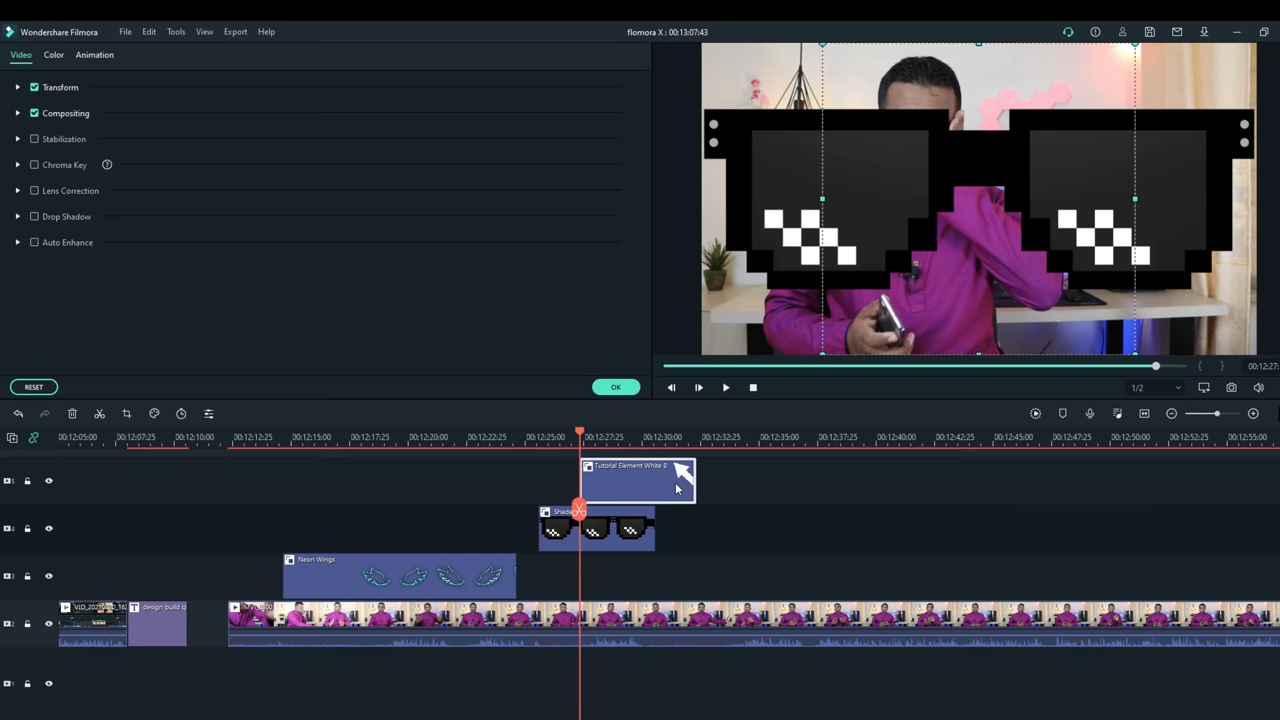 Wondershare Filmora File Edit Tools View Export Help flomora X : 00:13:07:43
Video Color Animation
Transform
Compositing
Stabilization
Chroma Key ?
Lens Correction
Drop Shadow
Auto Enhance
RESET OK
00:12:27:
1/2
00:12:05:00 00:12:07:25 00:12:10:00 00:12:12:25 00:12:15:00 00:12:17:25 00:12:20:00 00:12:22:25 00:12:25:00 00:12:27:25 00:12:30:00 00:12:32:25 00:12:35:00 00:12:37:25 00:12:40:00 00:12:42:25 00:12:45:00 00:12:47:25 00:12:50:00 00:12:52:25 00:12:55:00
5 Tutorial Element White 8
4 Shade
3 Neon Wings
2 design build q
1